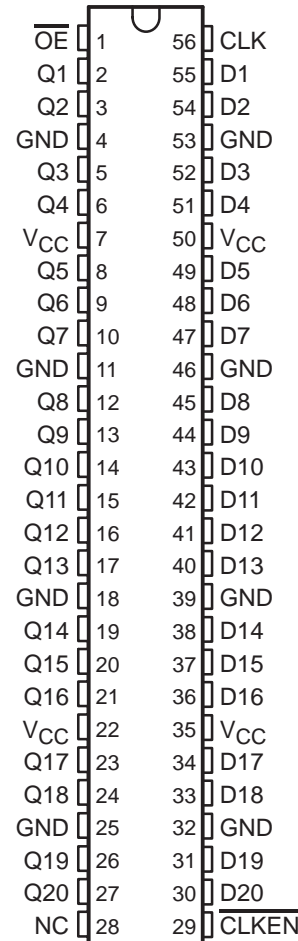 OE 1 56 CLK
Q1 2 55 D1
Q2 3 54 D2
GND 4 53 GND
Q3 5 52 D3
Q4 6 51 D4
VCC 7 50 VCC
Q5 8 49 D5
Q6 9 48 D6
Q7 10 47 D7
GND 11 46 GND
Q8 12 45 D8
Q9 13 44 D9
Q10 14 43 D10
Q11 15 42 D11
Q12 16 41 D12
Q13 17 40 D13
GND 18 39 GND
Q14 19 38 D14
Q15 20 37 D15
Q16 21 36 D16
VCC 22 35 VCC
Q17 23 34 D17
Q18 24 33 D18
GND 25 32 GND
Q19 26 31 D19
Q20 27 30 D20
NC 28 29 CLKEN